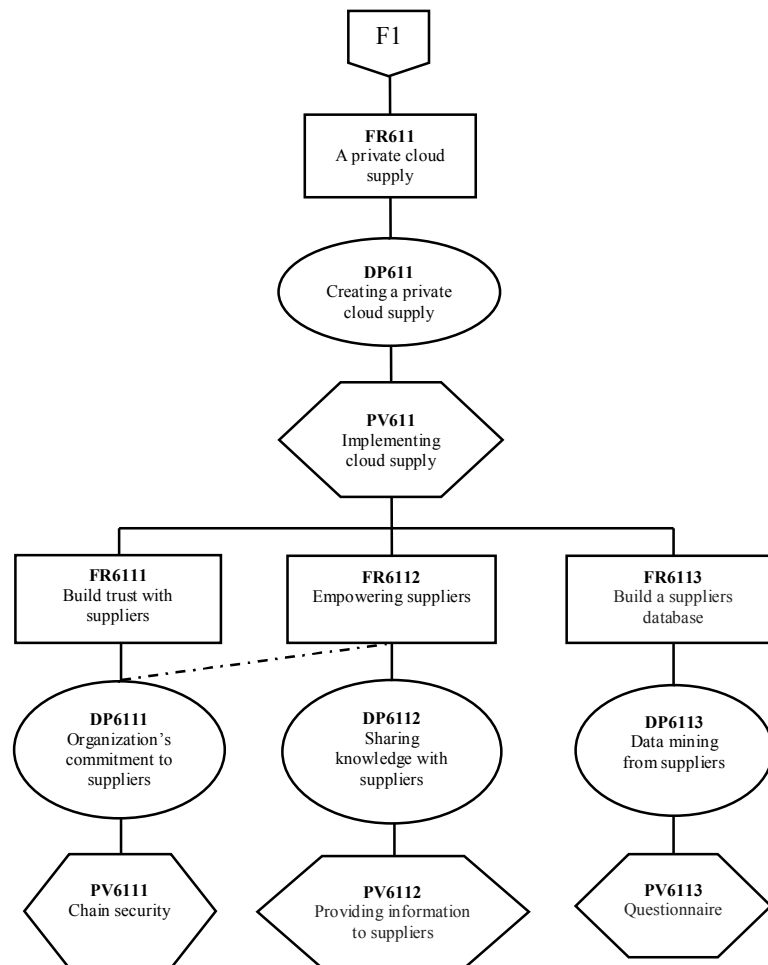 F1
FR611
A private cloud
supply
DP611
Creating a private
cloud supply
PV611
Implementing
cloud supply
FR6111
Build trust with
suppliers
FR6112
Empowering suppliers
FR6113
Build a suppliers
database
DP6111
Organization's
commitment to
suppliers
DP6112
Sharing
knowledge with
suppliers
DP6113
Data mining
from suppliers
PV6111
Chain security
PV6112
Providing information
to suppliers
PV6113
Questionnaire